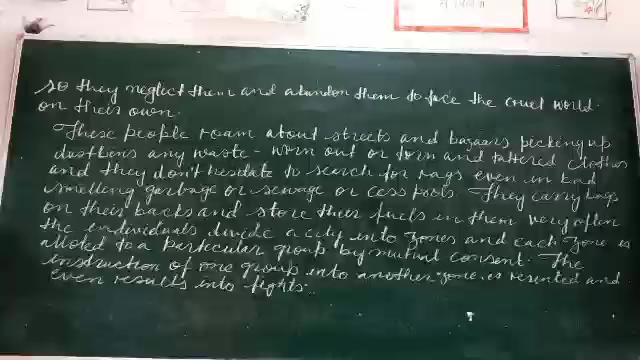 so they neglect them and abandon them to face the cruel world
on their own.
These people roam about streets and bazaars picking up
dustbens any waste - worn out or torn and tattered clothes
and they don't hesitate to search for rags even in bad
smelling garbage or sewage or cess pools. They carry bags
on their backs and store their fuels in them very often
the individuals divide a city into zones and each zone is
alloted to a particular group by mutual consent. The
instruction of one group into another zone is resented and
even results into fights.